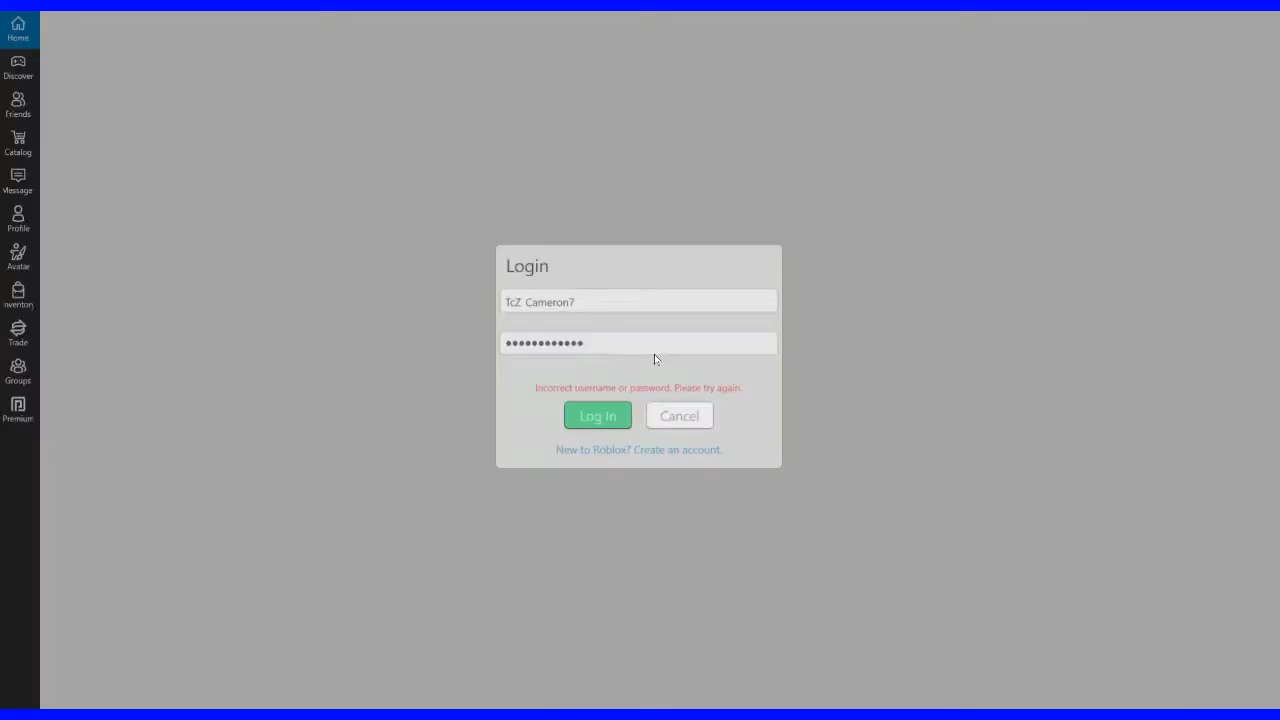 Home
Discover
Friends
Catalog
Message
Profile
Avatar
Inventory
Trade
Groups
Premium
Login
TcZ Cameron7
••••••••••••
Incorrect username or password. Please try again.
Log In
Cancel
New to Roblox? Create an account.